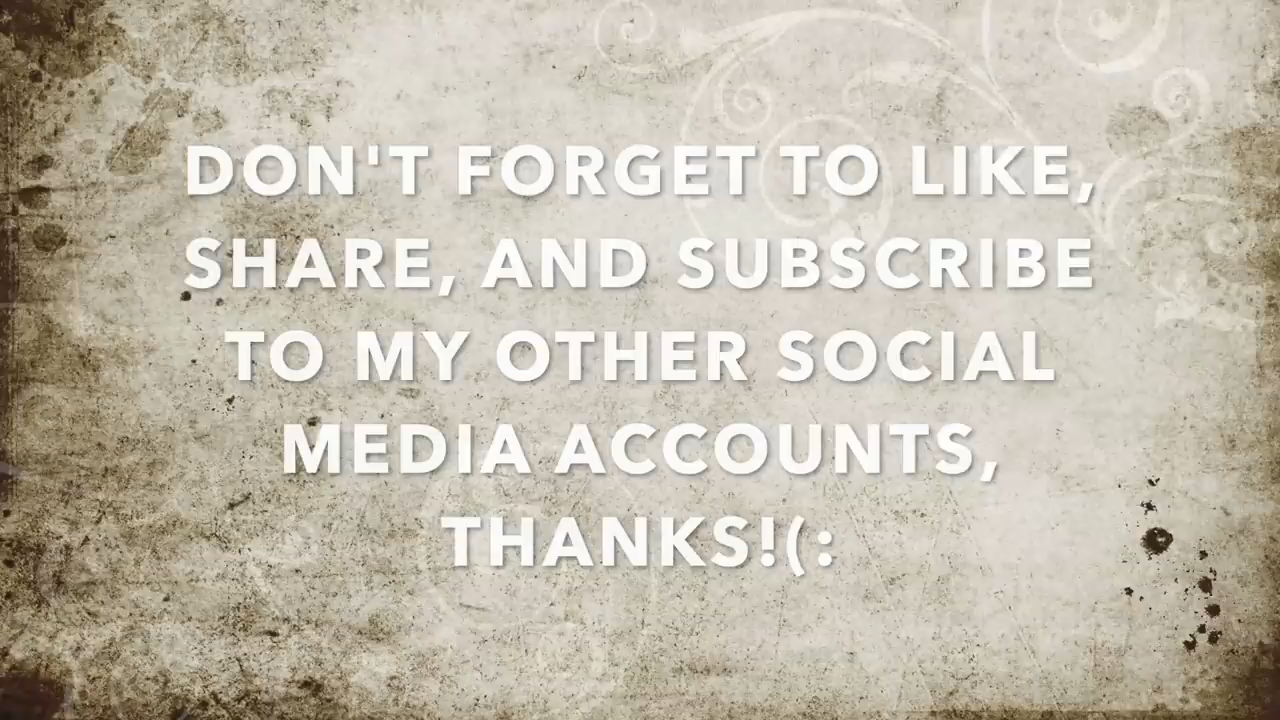 DON'T FORGET TO LIKE,
SHARE, AND SUBSCRIBE
TO MY OTHER SOCIAL
MEDIA ACCOUNTS,
THANKS!(: